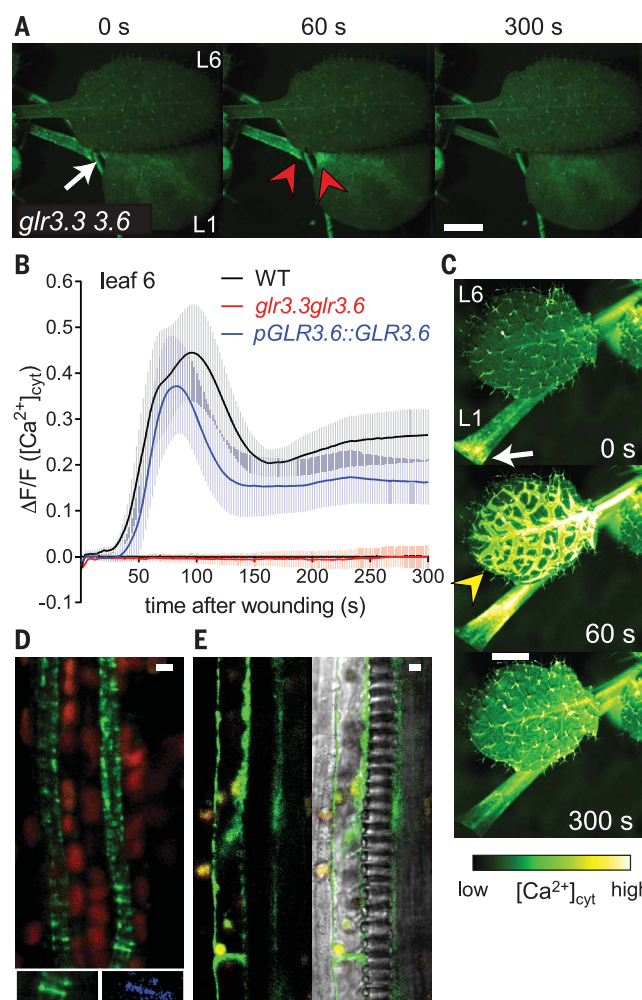 A
0 s
60 s
300 s
L6
glr3.3 3.6
L1
B
leaf 6
WT
glr3.3glr3.6
pGLR3.6::GLR3.6
0.6
0.5
0.4
0.3
0.2
0.1
0.0
-0.1
ΔF/F ([Ca²⁺]cyt)
50
100
150
200
250
300
time after wounding (s)
C
L6
L1
0 s
60 s
300 s
low
[Ca²⁺]cyt
high
D
E